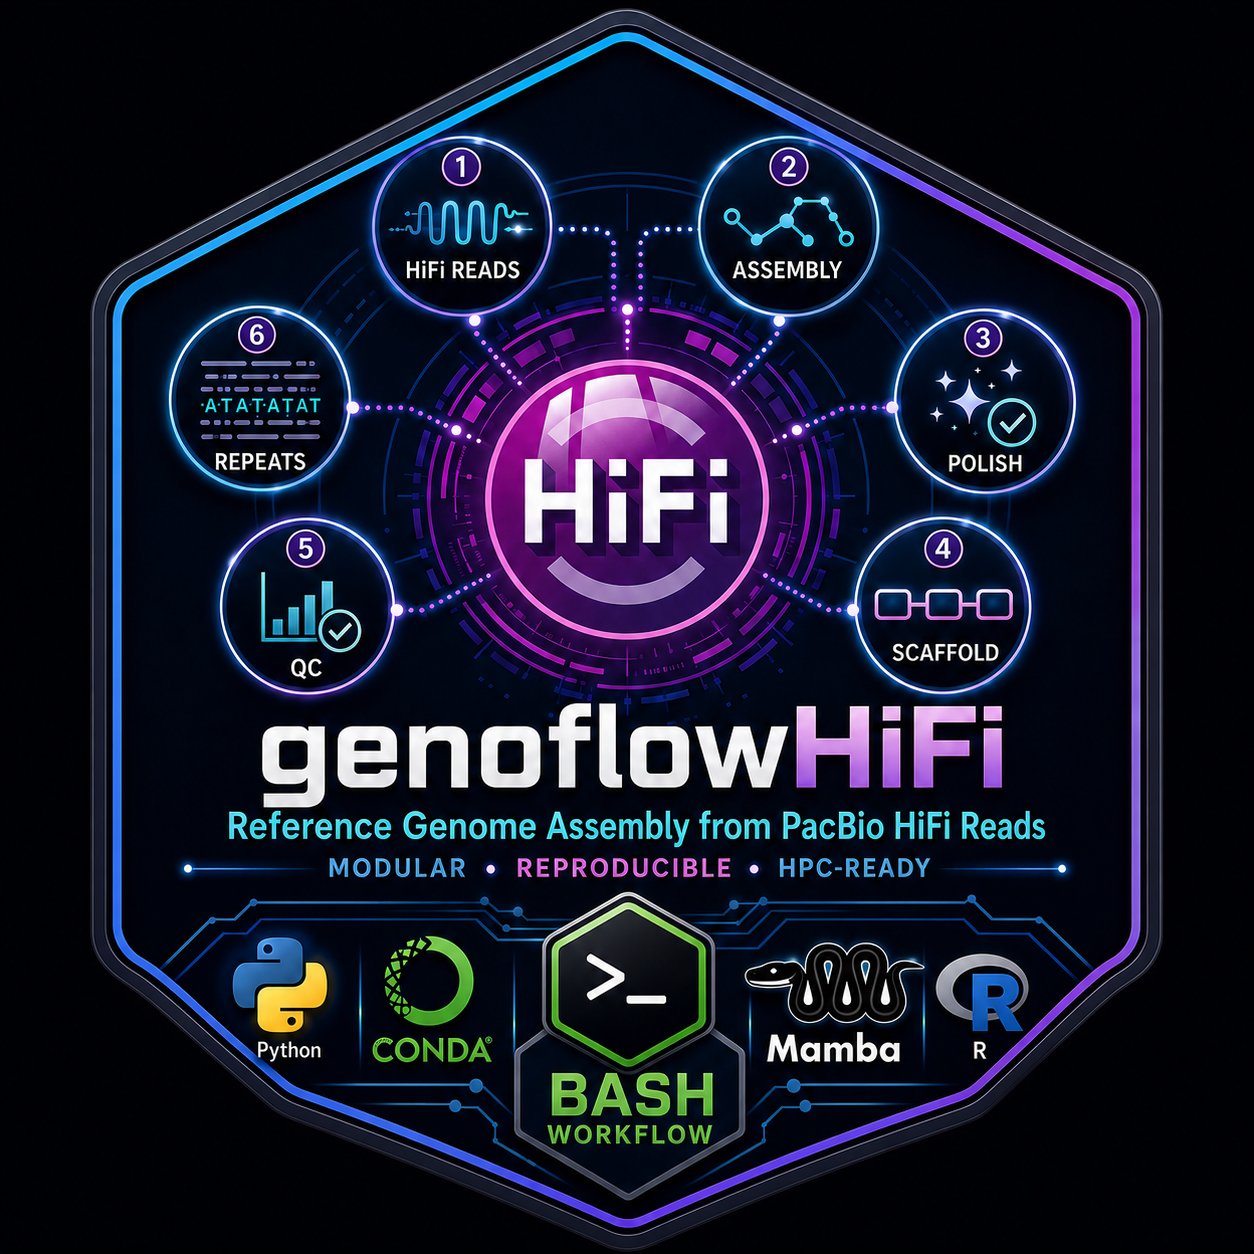 1
HiFi READS
2
ASSEMBLY
6
·A·T·A·T·A·T·A·T
REPEATS
3
POLISH
HiFi
5
QC
4
SCAFFOLD
genoflowHiFi
Reference Genome Assembly from PacBio HiFi Reads
MODULAR • REPRODUCIBLE • HPC-READY
>_
Python
CONDA®
Mamba
R
R
BASH
WORKFLOW